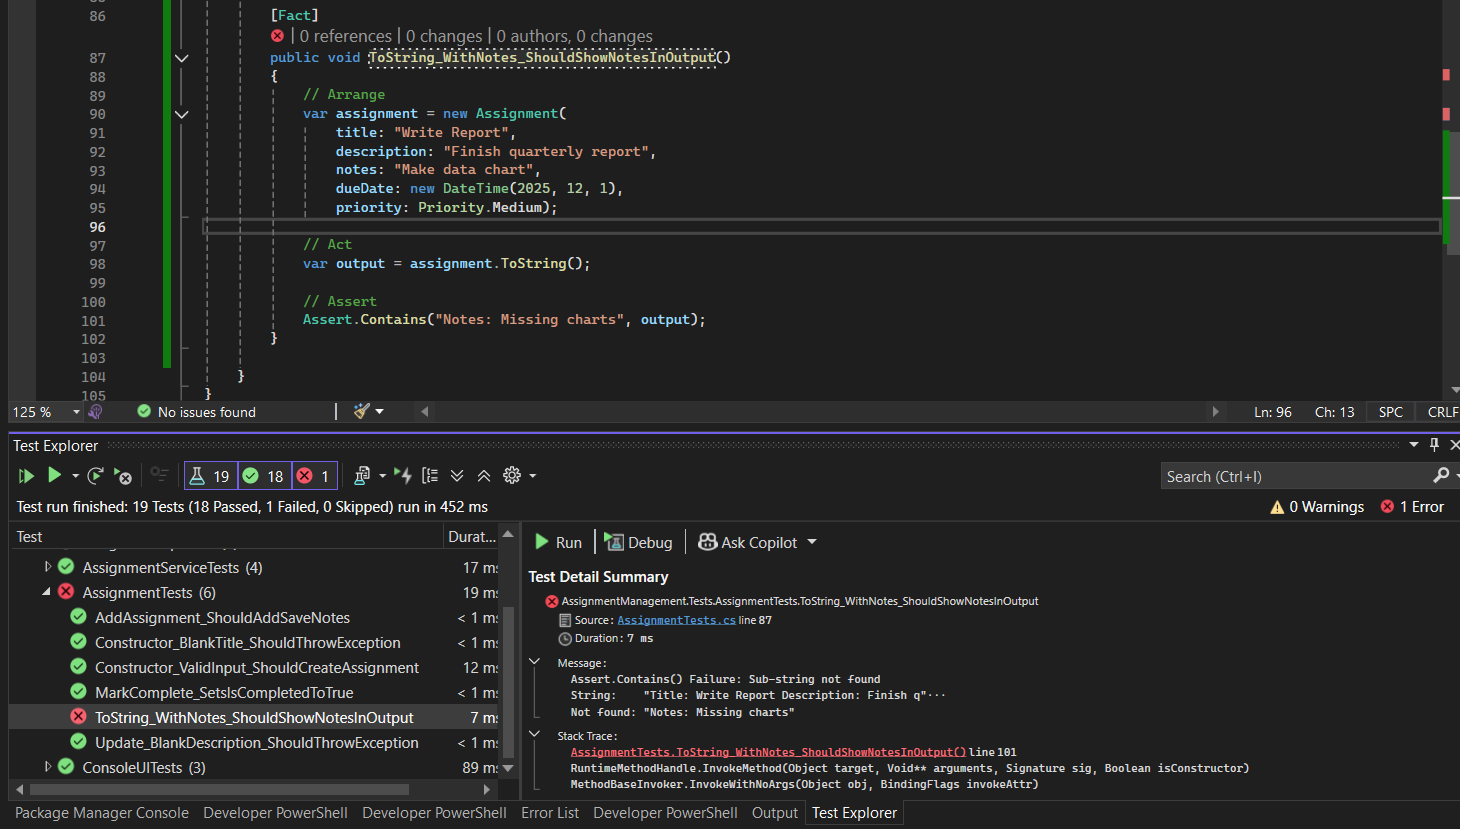 86 [Fact]
0 references | 0 changes | 0 authors, 0 changes
87 public void ToString_WithNotes_ShouldShowNotesInOutput()
88 {
89 // Arrange
90 var assignment = new Assignment(
91 title: "Write Report",
92 description: "Finish quarterly report",
93 notes: "Make data chart",
94 dueDate: new DateTime(2025, 12, 1),
95 priority: Priority.Medium);
96
97 // Act
98 var output = assignment.ToString();
99
100 // Assert
101 Assert.Contains("Notes: Missing charts", output);
102 }
103
104 }
105 }
125 % No issues found Ln: 96 Ch: 13 SPC CRLF
Test Explorer
19 18 1 Search (Ctrl+I)
Test run finished: 19 Tests (18 Passed, 1 Failed, 0 Skipped) run in 452 ms 0 Warnings 1 Error
Test Durat...
AssignmentServiceTests (4) 17 ms
AssignmentTests (6) 19 ms
AddAssignment_ShouldAddSaveNotes < 1 ms
Constructor_BlankTitle_ShouldThrowException < 1 ms
Constructor_ValidInput_ShouldCreateAssignment 12 ms
MarkComplete_SetsIsCompletedToTrue < 1 ms
ToString_WithNotes_ShouldShowNotesInOutput 7 ms
Update_BlankDescription_ShouldThrowException < 1 ms
ConsoleUITests (3) 89 ms
Run Debug Ask Copilot
Test Detail Summary
AssignmentManagement.Tests.AssignmentTests.ToString_WithNotes_ShouldShowNotesInOutput
Source: AssignmentTests.cs line 87
Duration: 7 ms
Message:
Assert.Contains() Failure: Sub-string not found
String: "Title: Write Report Description: Finish q"···
Not found: "Notes: Missing charts"
Stack Trace:
AssignmentTests.ToString_WithNotes_ShouldShowNotesInOutput() line 101
RuntimeMethodHandle.InvokeMethod(Object target, Void** arguments, Signature sig, Boolean isConstructor)
MethodBaseInvoker.InvokeWithNoArgs(Object obj, BindingFlags invokeAttr)
Package Manager Console Developer PowerShell Developer PowerShell Error List Developer PowerShell Output Test Explorer